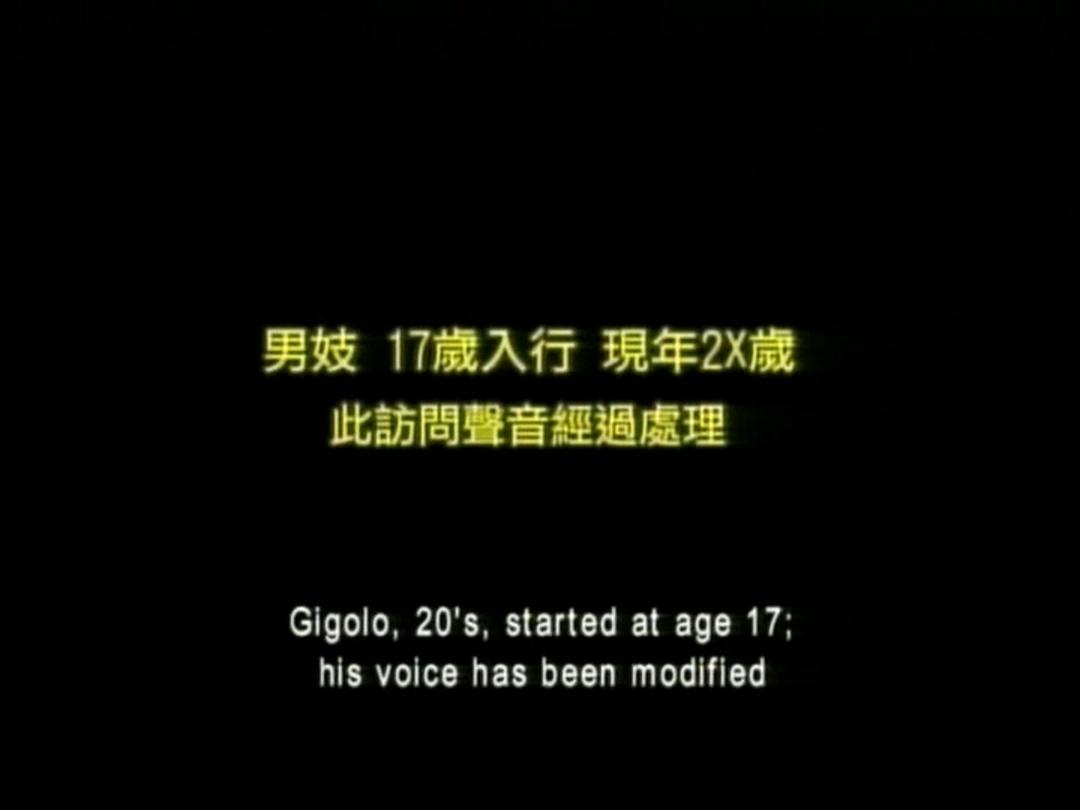 男妓 17歲入行 現年2X歲
此訪問聲音經過處理
Gigolo, 20's, started at age 17;
his voice has been modified